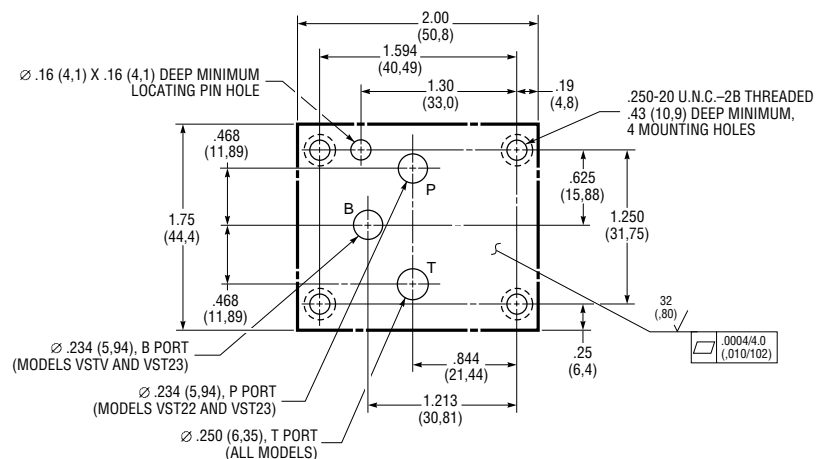 2.00
(50,8)
1.594
(40,49)
∅ .16 (4,1) X .16 (4,1) DEEP MINIMUM
LOCATING PIN HOLE
1.30
(33,0)
.19
(4,8)
.250-20 U.N.C.–2B THREADED
.43 (10,9) DEEP MINIMUM,
4 MOUNTING HOLES
.468
(11,89)
P
.625
(15,88)
B
1.250
(31,75)
1.75
(44,4)
T
.468
(11,89)
32
(,80)
.0004/4.0
(,010/102)
∅ .234 (5,94), B PORT
(MODELS VSTV AND VST23)
.844
(21,44)
.25
(6,4)
∅ .234 (5,94), P PORT
(MODELS VST22 AND VST23)
1.213
(30,81)
∅ .250 (6,35), T PORT
(ALL MODELS)